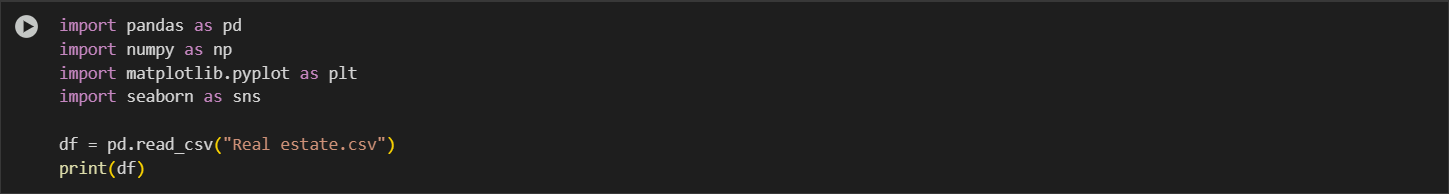 import pandas as pd
import numpy as np
import matplotlib.pyplot as plt
import seaborn as sns
df = pd.read_csv("Real estate.csv")
print(df)